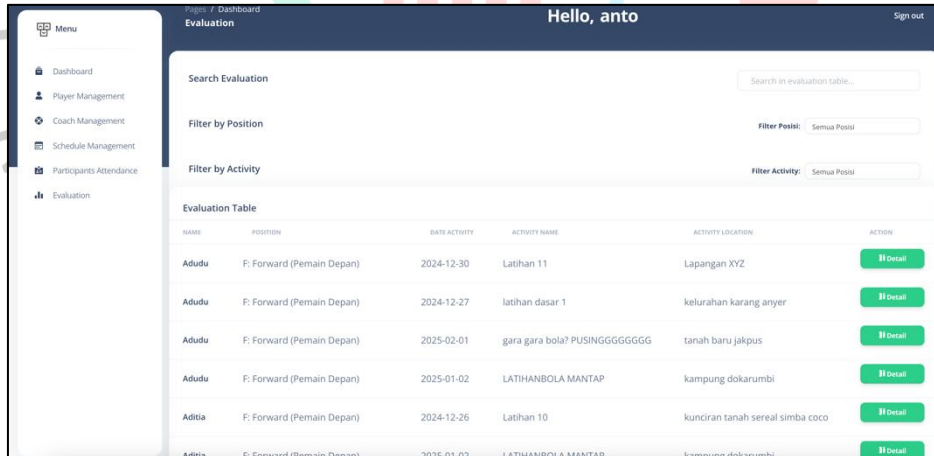 Menu
Dashboard
Player Management
Coach Management
Schedule Management
Participants Attendance
Evaluation
Pages / Dashboard
Evaluation
Hello, anto
Sign out
Search Evaluation
Search in evaluation table...
Filter by Position
Filter Posisi: Semua Posisi
Filter by Activity
Filter Activity: Semua Posisi
Evaluation Table
NAME POSITION DATE ACTIVITY ACTIVITY NAME ACTIVITY LOCATION ACTION
Adudu F: Forward (Pemain Depan) 2024-12-30 Latihan 11 Lapangan XYZ Detail
Adudu F: Forward (Pemain Depan) 2024-12-27 latihan dasar 1 kelurahan karang anyer Detail
Adudu F: Forward (Pemain Depan) 2025-02-01 gara gara bola? PUSINGGGGGGGG tanah baru jakpus Detail
Adudu F: Forward (Pemain Depan) 2025-01-02 LATIHANBOLA MANTAP kampung dokarumbi Detail
Aditia F: Forward (Pemain Depan) 2024-12-26 Latihan 10 kunciran tanah sereal simba coco Detail
Aditia F: Forward (Pemain Depan) 2025-01-02 LATIHANBOLA MANTAP kampung dokarumbi Detail